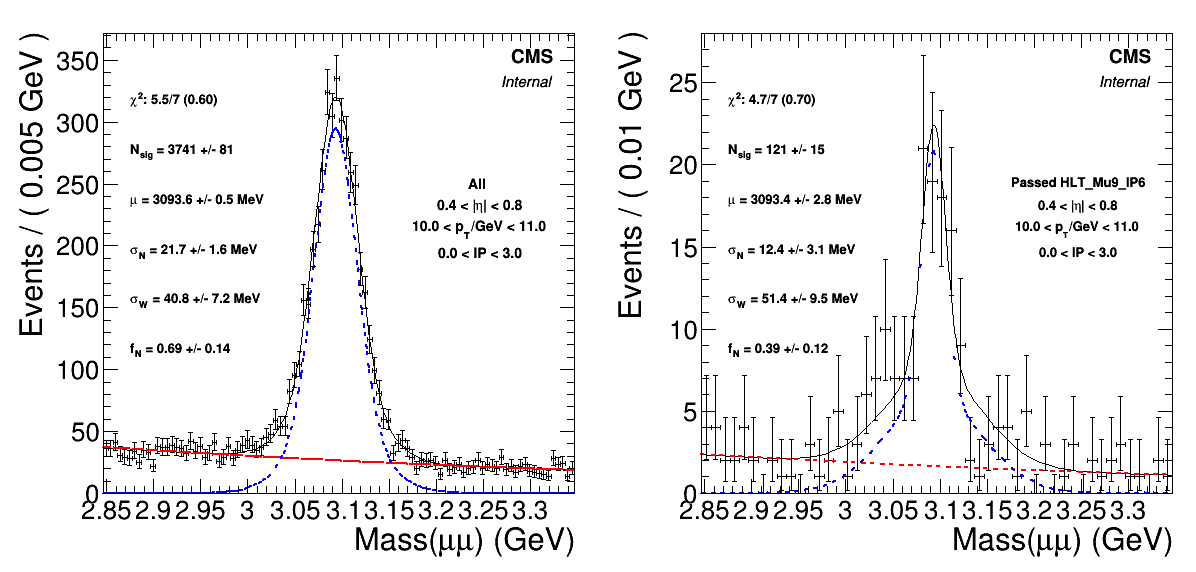 Events / ( 0.005 GeV )
350
300
250
200
150
100
50
0
CMS
Internal
χ²: 5.5/7 (0.60)
N_sig = 3741 +/- 81
μ = 3093.6 +/- 0.5 MeV
σ_N = 21.7 +/- 1.6 MeV
σ_W = 40.8 +/- 7.2 MeV
f_N = 0.69 +/- 0.14
All
0.4 < |η| < 0.8
10.0 < p_T/GeV < 11.0
0.0 < IP < 3.0
2.85 2.9 2.95 3 3.05 3.1 3.15 3.2 3.25 3.3
Mass(μμ) (GeV)
Events / ( 0.01 GeV )
25
20
15
10
5
0
CMS
Internal
χ²: 4.7/7 (0.70)
N_sig = 121 +/- 15
μ = 3093.4 +/- 2.8 MeV
σ_N = 12.4 +/- 3.1 MeV
σ_W = 51.4 +/- 9.5 MeV
f_N = 0.39 +/- 0.12
Passed HLT_Mu9_IP6
0.4 < |η| < 0.8
10.0 < p_T/GeV < 11.0
0.0 < IP < 3.0
2.85 2.9 2.95 3 3.05 3.1 3.15 3.2 3.25 3.3
Mass(μμ) (GeV)